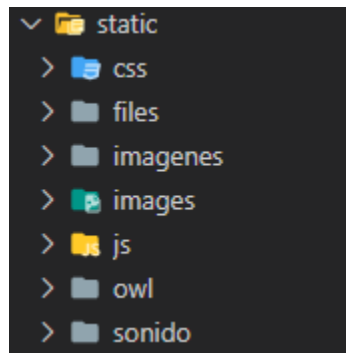 static
css
files
imagenes
images
js
owl
sonido